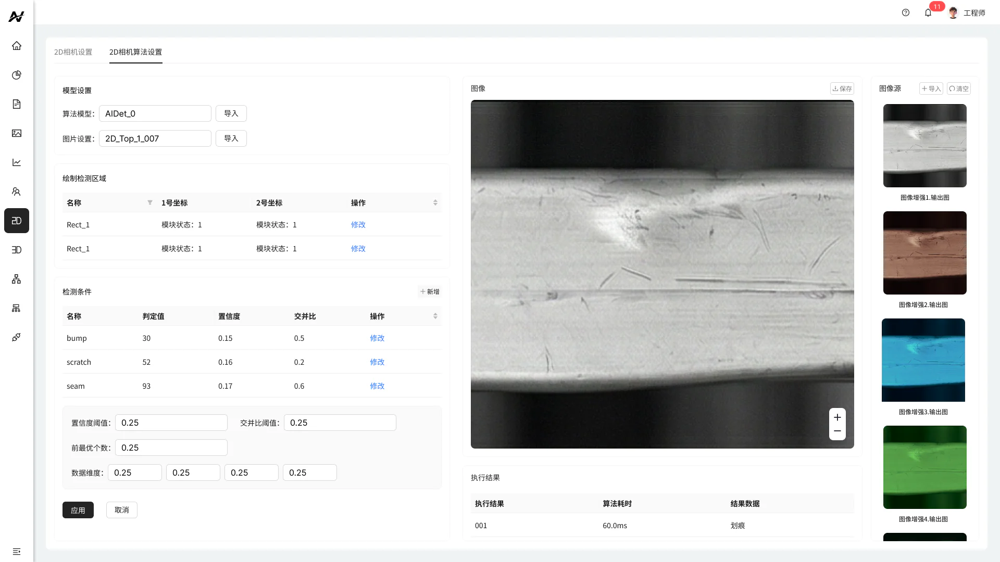 11
工程师
2D相机设置
2D相机算法设置
模型设置
算法模型： AIDet_0 导入
图片设置： 2D_Top_1_007 导入
绘制检测区域
名称 1号坐标 2号坐标 操作
Rect_1 模块状态：1 模块状态：1 修改
Rect_1 模块状态：1 模块状态：1 修改
检测条件
新增
名称 判定值 置信度 交并比 操作
bump 30 0.15 0.5 修改
scratch 52 0.16 0.2 修改
seam 93 0.17 0.6 修改
置信度阈值： 0.25 交并比阈值： 0.25
前最优个数： 0.25
数据维度： 0.25 0.25 0.25 0.25
应用 取消
图像
保存
执行结果
执行结果 算法耗时 结果数据
001 60.0ms 划痕
图像源
导入 清空
图像增强1.输出图
图像增强2.输出图
图像增强3.输出图
图像增强4.输出图
2D
3D